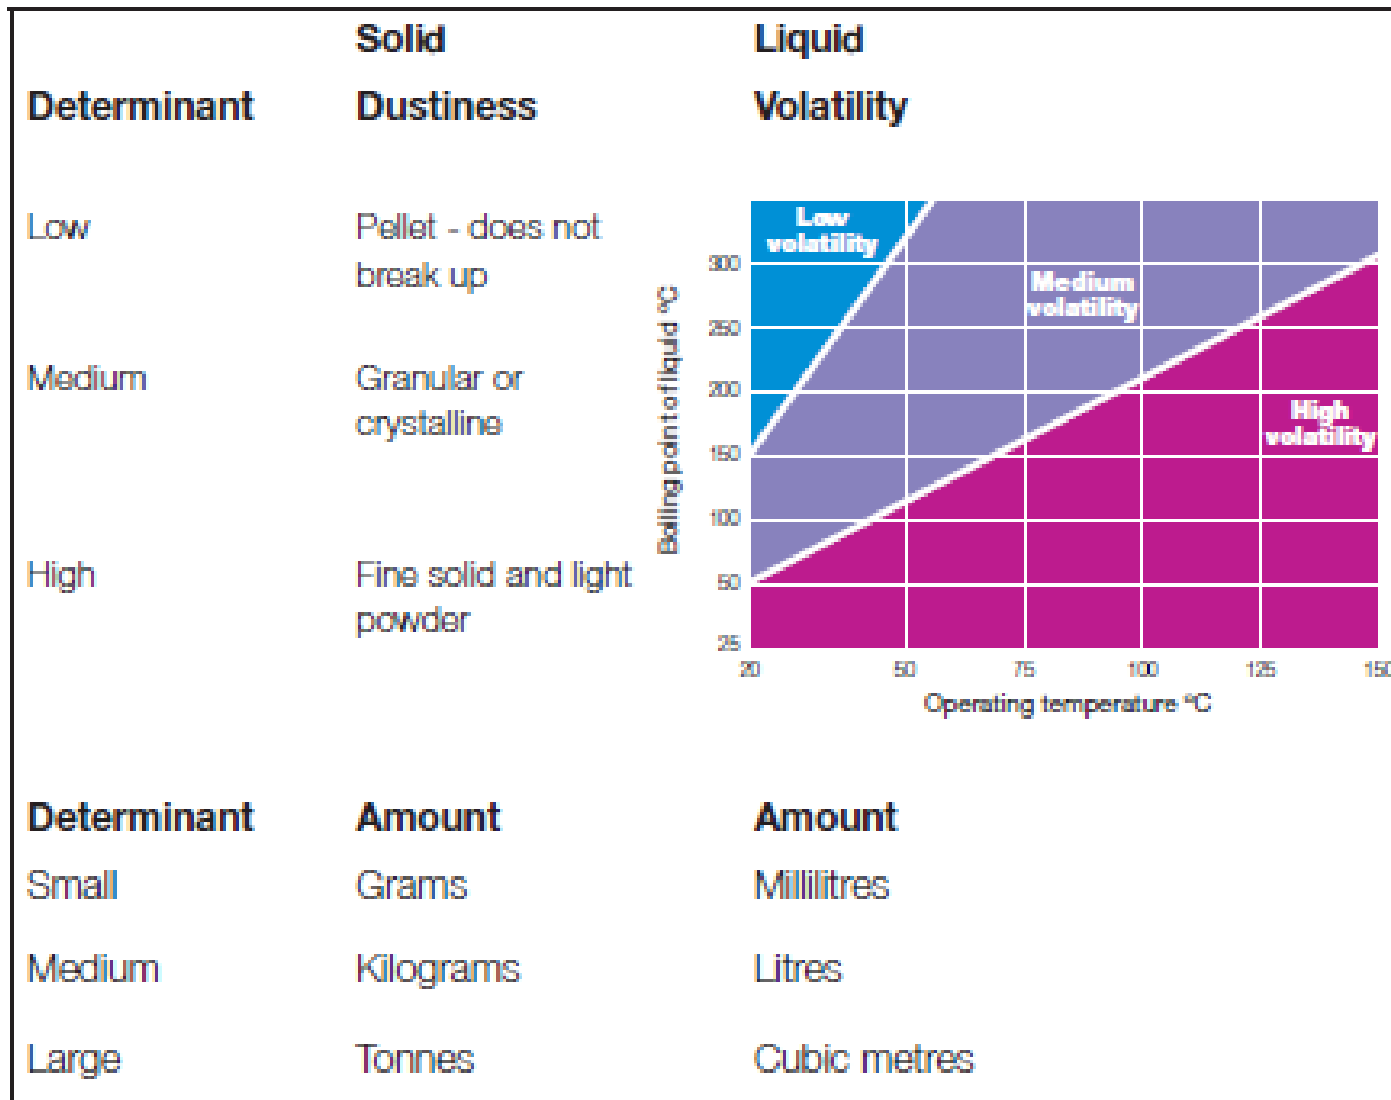 Solid
Liquid
Determinant
Dustiness
Volatility
Low
Pellet - does not
break up
Medium
Granular or
crystalline
High
Fine solid and light
powder
Low
volatility
Medium
volatility
High
volatility
Boiling point of liquid ºC
300
250
200
150
100
50
25
20
50
75
100
125
150
Operating temperature ºC
Determinant
Amount
Amount
Small
Grams
Millilitres
Medium
Kilograms
Litres
Large
Tonnes
Cubic metres